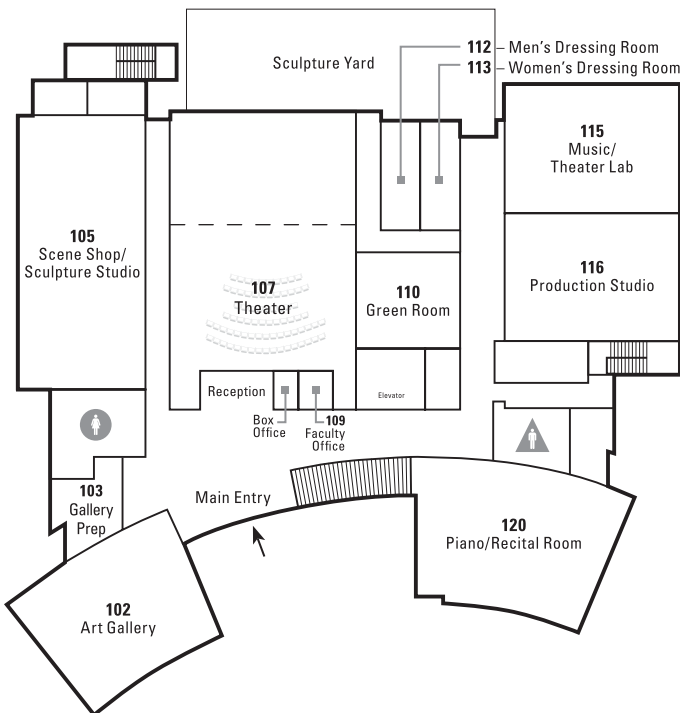 Sculpture Yard
112 – Men's Dressing Room
113 – Women's Dressing Room
115
Music/
Theater Lab
105
Scene Shop/
Sculpture Studio
107
Theater
110
Green Room
116
Production Studio
Reception
Elevator
Box
Office
109
Faculty
Office
103
Gallery
Prep
Main Entry
120
Piano/Recital Room
102
Art Gallery